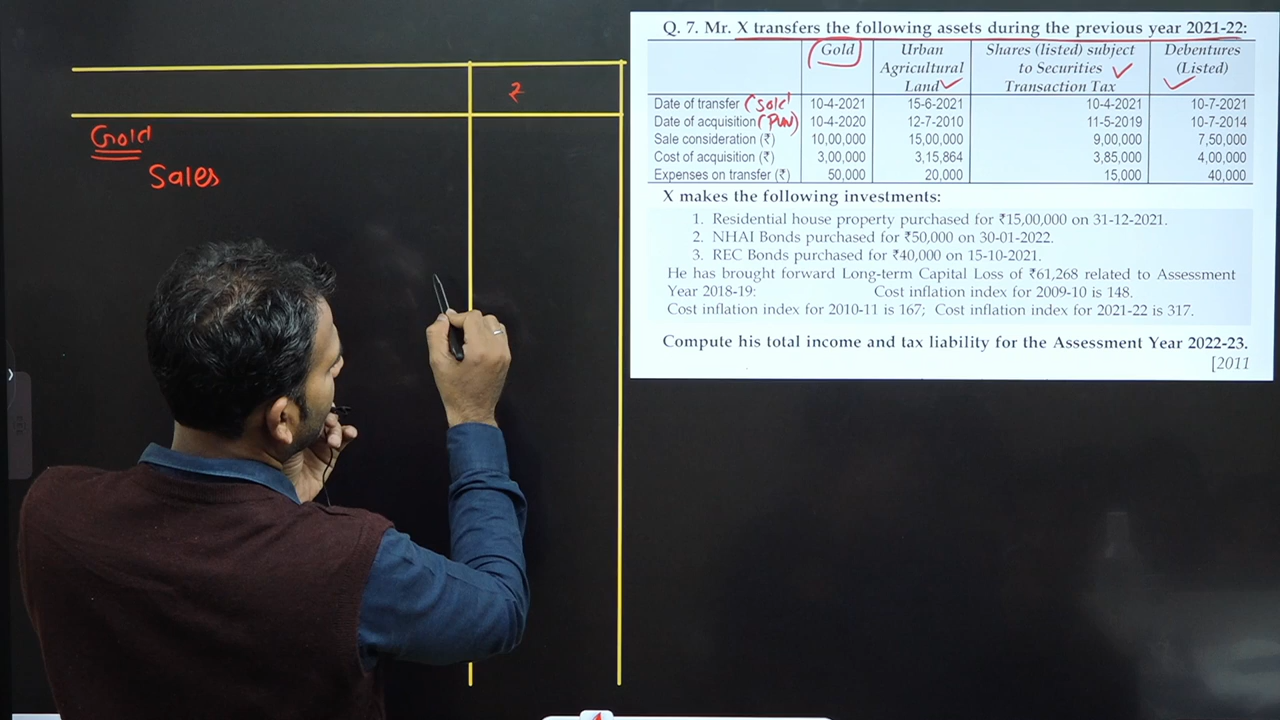 ₹
Gold
Sales
Q. 7. Mr. X transfers the following assets during the previous year 2021-22:
Gold Urban Agricultural Land Shares (listed) subject to Securities Transaction Tax Debentures (Listed)
Date of transfer (Sold) 10-4-2021 15-6-2021 10-4-2021 10-7-2021
Date of acquisition (Pur) 10-4-2020 12-7-2010 11-5-2019 10-7-2014
Sale consideration (₹) 10,00,000 15,00,000 9,00,000 7,50,000
Cost of acquisition (₹) 3,00,000 3,15,864 3,85,000 4,00,000
Expenses on transfer (₹) 50,000 20,000 15,000 40,000
X makes the following investments:
1. Residential house property purchased for ₹15,00,000 on 31-12-2021.
2. NHAI Bonds purchased for ₹50,000 on 30-01-2022.
3. REC Bonds purchased for ₹40,000 on 15-10-2021.
He has brought forward Long-term Capital Loss of ₹61,268 related to Assessment
Year 2018-19: Cost inflation index for 2009-10 is 148.
Cost inflation index for 2010-11 is 167; Cost inflation index for 2021-22 is 317.
Compute his total income and tax liability for the Assessment Year 2022-23.
[2011